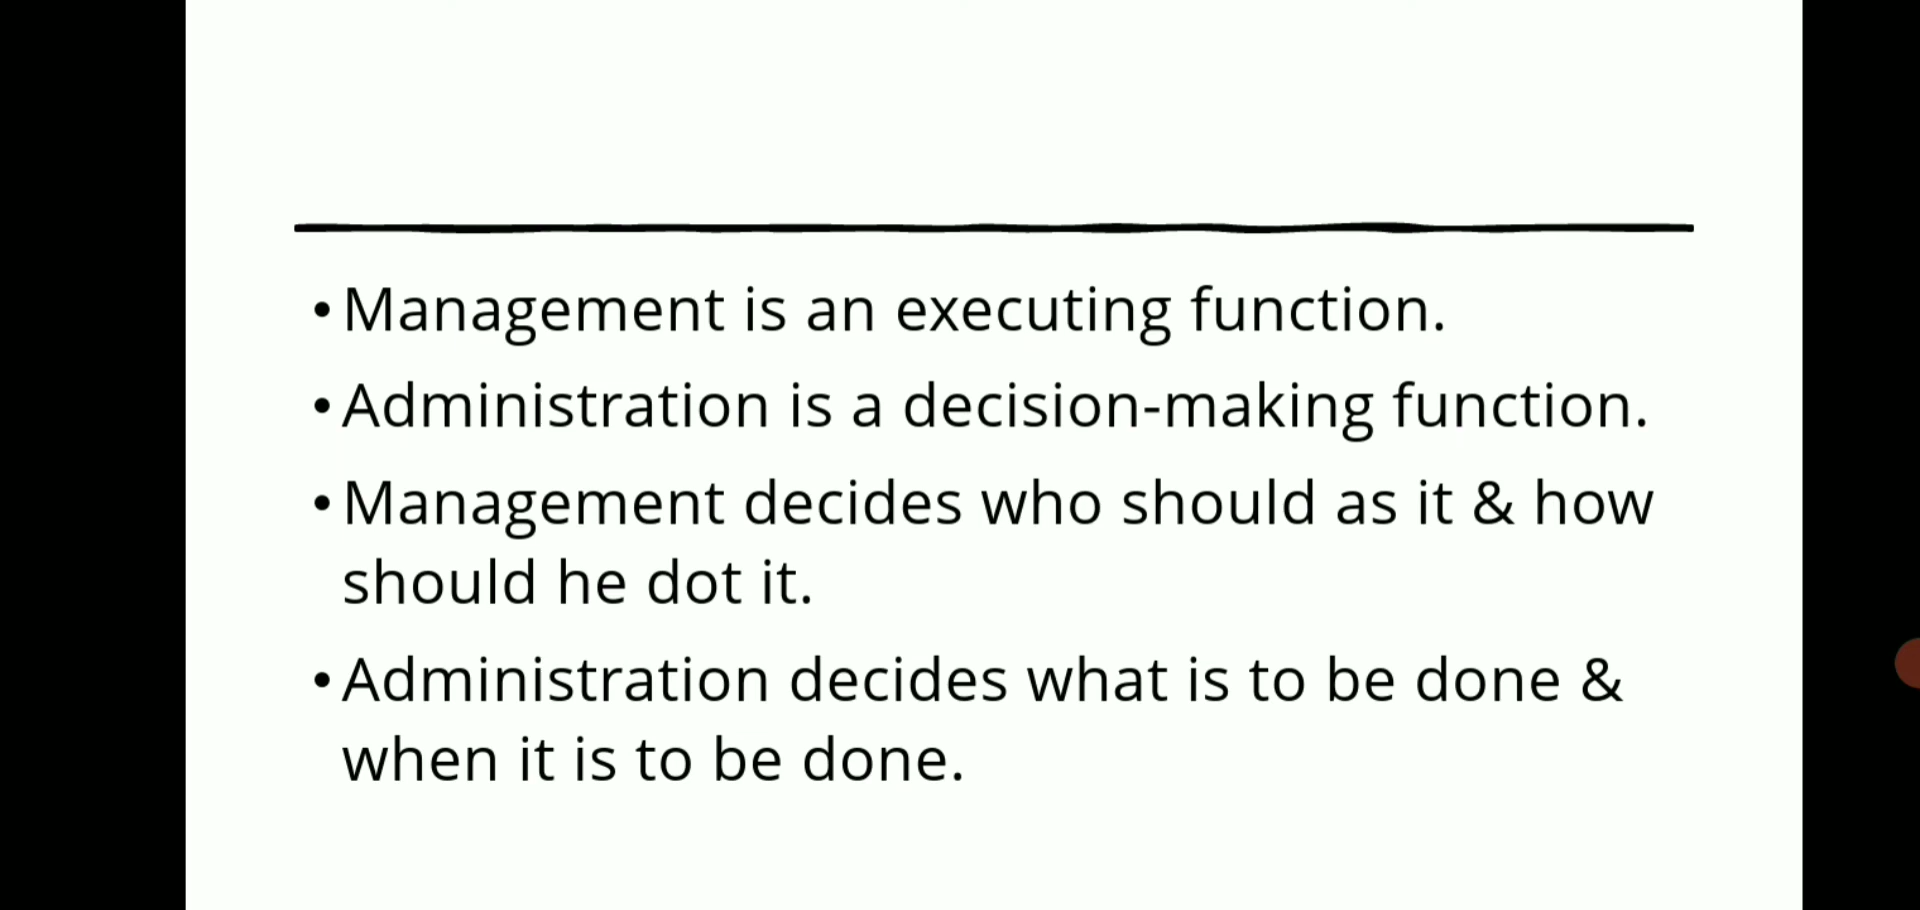 • Management is an executing function.
• Administration is a decision-making function.
• Management decides who should as it & how
should he dot it.
• Administration decides what is to be done &
when it is to be done.